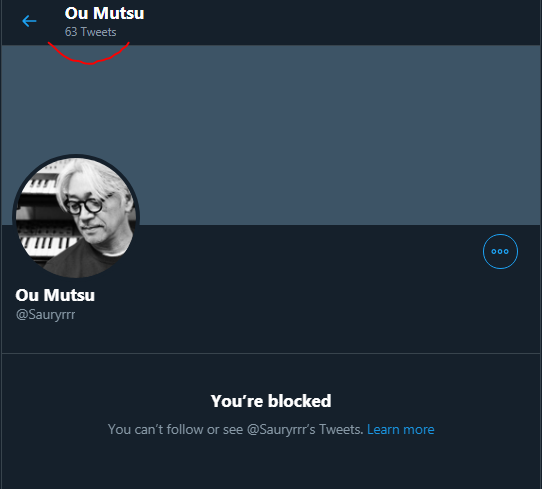 Ou Mutsu
63 Tweets
Ou Mutsu
@Sauryrrr
You're blocked
You can't follow or see @Sauryrrr's Tweets. Learn more